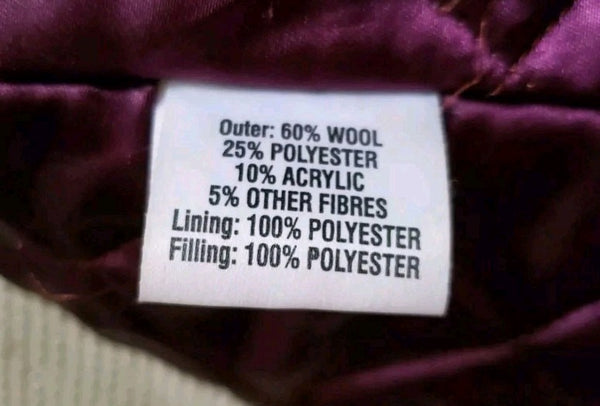 Outer: 60% WOOL
25% POLYESTER
10% ACRYLIC
5% OTHER FIBRES
Lining: 100% POLYESTER
Filling: 100% POLYESTER